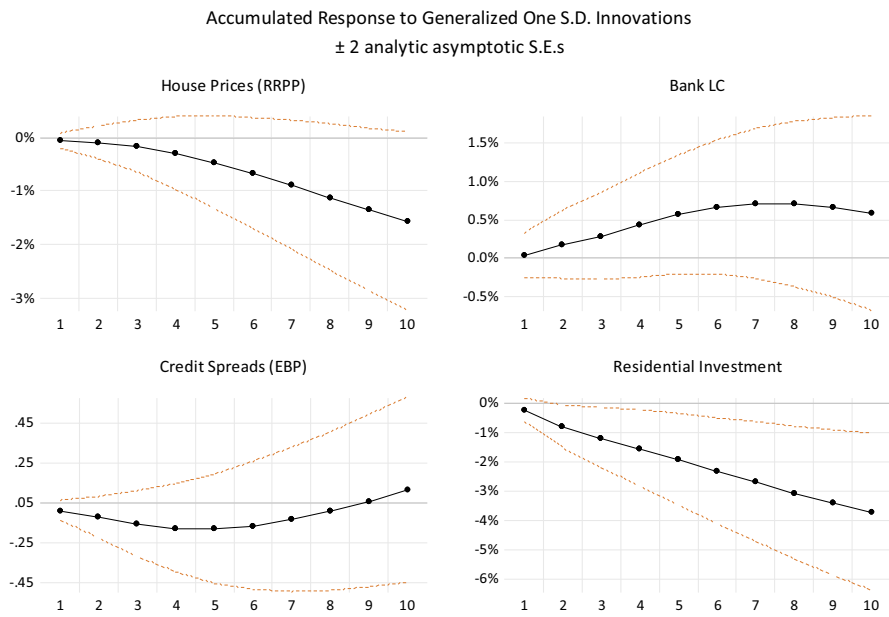 Accumulated Response to Generalized One S.D. Innovations
± 2 analytic asymptotic S.E.s
House Prices (RRPP)
0%
-1%
-2%
-3%
1 2 3 4 5 6 7 8 9 10
Bank LC
1.5%
1.0%
0.5%
0.0%
-0.5%
1 2 3 4 5 6 7 8 9 10
Credit Spreads (EBP)
.45
.25
.05
-.25
-.45
1 2 3 4 5 6 7 8 9 10
Residential Investment
0%
-1%
-2%
-3%
-4%
-5%
-6%
1 2 3 4 5 6 7 8 9 10